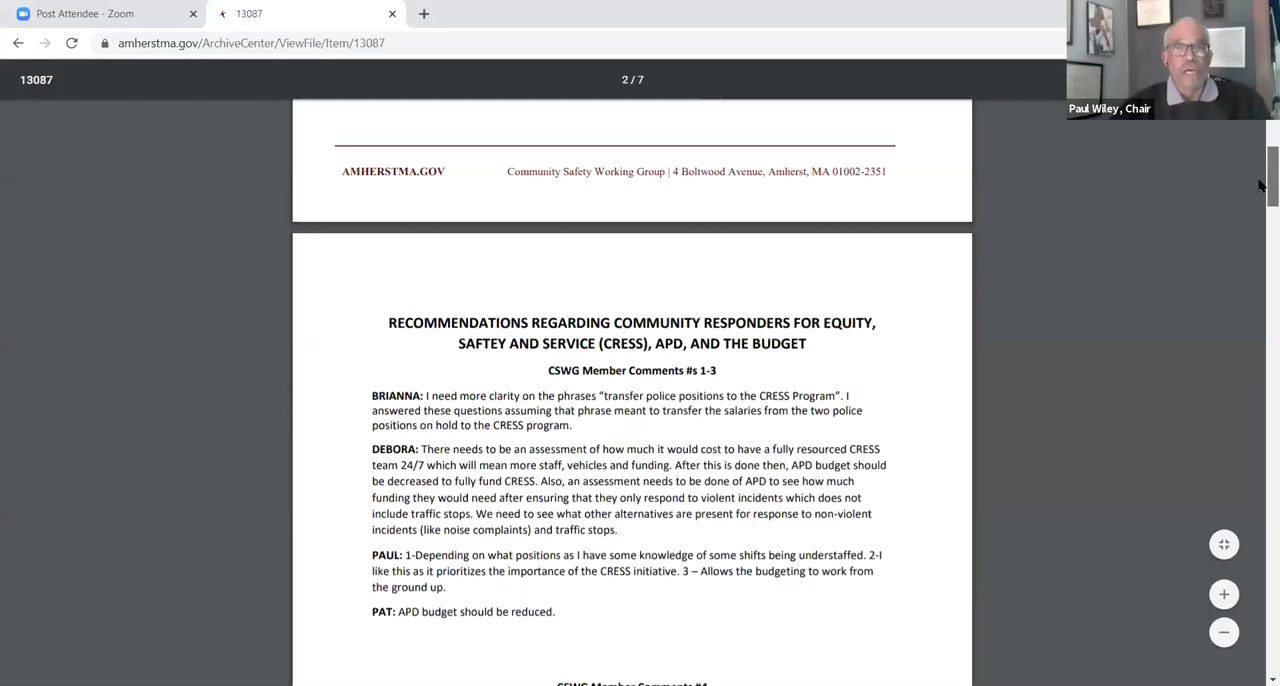 Post Attendee - Zoom
13087
amherstma.gov/ArchiveCenter/ViewFile/Item/13087
13087
2 / 7
Paul Wiley, Chair
AMHERSTMA.GOV
Community Safety Working Group | 4 Boltwood Avenue, Amherst, MA 01002-2351
RECOMMENDATIONS REGARDING COMMUNITY RESPONDERS FOR EQUITY,
SAFTEY AND SERVICE (CRESS), APD, AND THE BUDGET
CSWG Member Comments #s 1-3
BRIANNA: I need more clarity on the phrases “transfer police positions to the CRESS Program”. I
answered these questions assuming that phrase meant to transfer the salaries from the two police
positions on hold to the CRESS program.
DEBORA: There needs to be an assessment of how much it would cost to have a fully resourced CRESS
team 24/7 which will mean more staff, vehicles and funding. After this is done then, APD budget should
be decreased to fully fund CRESS. Also, an assessment needs to be done of APD to see how much
funding they would need after ensuring that they only respond to violent incidents which does not
include traffic stops. We need to see what other alternatives are present for response to non-violent
incidents (like noise complaints) and traffic stops.
PAUL: 1-Depending on what positions as I have some knowledge of some shifts being understaffed. 2-I
like this as it prioritizes the importance of the CRESS initiative. 3 – Allows the budgeting to work from
the ground up.
PAT: APD budget should be reduced.
CSWG Member Comments #4